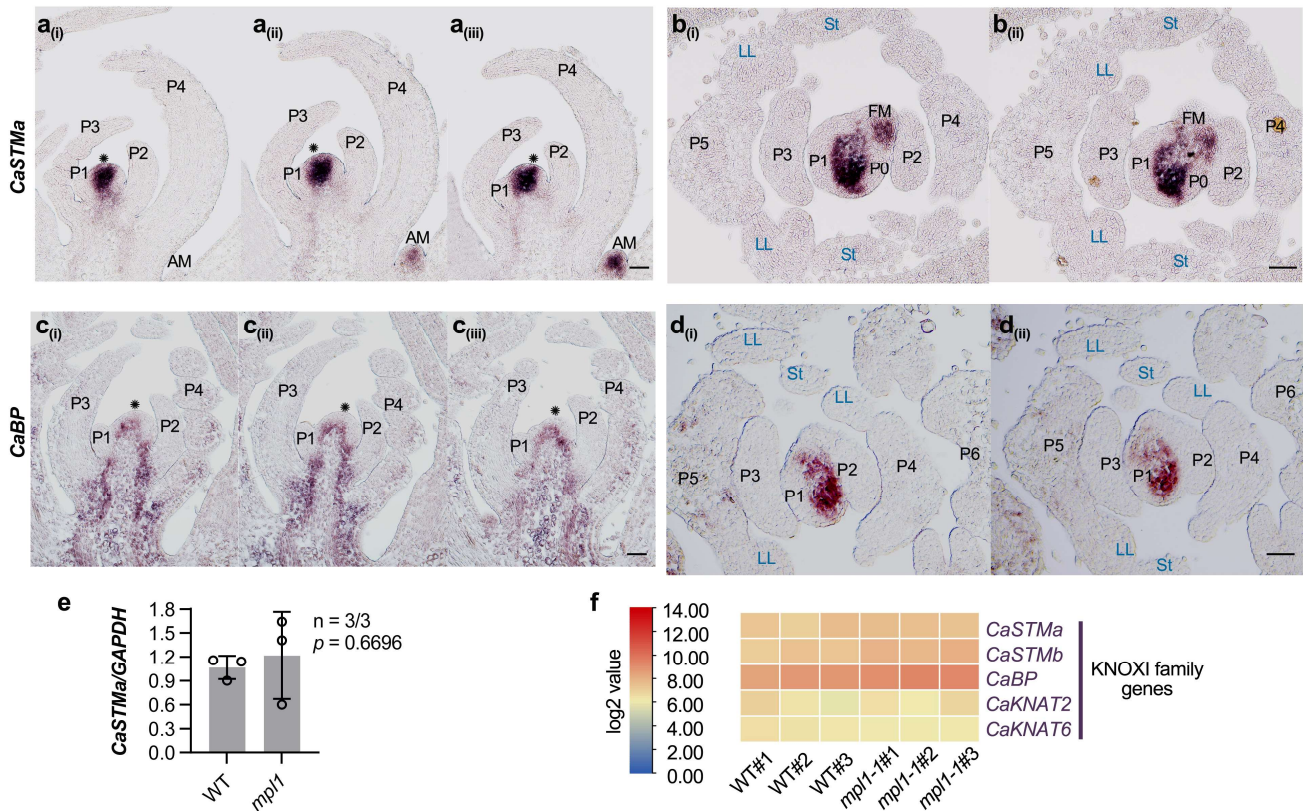 a(i)
a(ii)
a(iii)
b(i)
b(ii)
CaSTMa
P4
P3
*
P2
P1
AM
P4
P3
*
P2
P1
AM
P4
P3
*
P2
P1
AM
St
LL
FM
P4
P5
P3
P1
P0
P2
LL
St
St
LL
FM
P4
P5
P3
P1
*
P0
P2
LL
St
c(i)
c(ii)
c(iii)
d(i)
d(ii)
CaBP
P3
P4
*
P1
P2
P3
P4
*
P1
P2
P3
P4
*
P2
P1
LL
St
LL
P2
P5
P3
P4
P6
P1
LL
LL
St
LL
P6
P5
P3
P2
P4
P1
LL
St
e
CaSTMa/GAPDH
1.8
1.5
1.2
0.9
0.6
0.3
0.0
n = 3/3
p = 0.6696
WT
mpl1
f
log2 value
14.00
12.00
10.00
8.00
6.00
4.00
2.00
0.00
CaSTMa
CaSTMb
CaBP
CaKNAT2
CaKNAT6
KNOXI family
genes
WT#1
WT#2
WT#3
mpl1-1#1
mpl1-1#2
mpl1-1#3